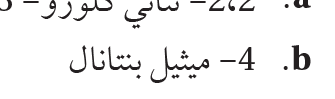 a. 2،2– ثنائي كلورو–3
b. 4– ميثيل بنتانال